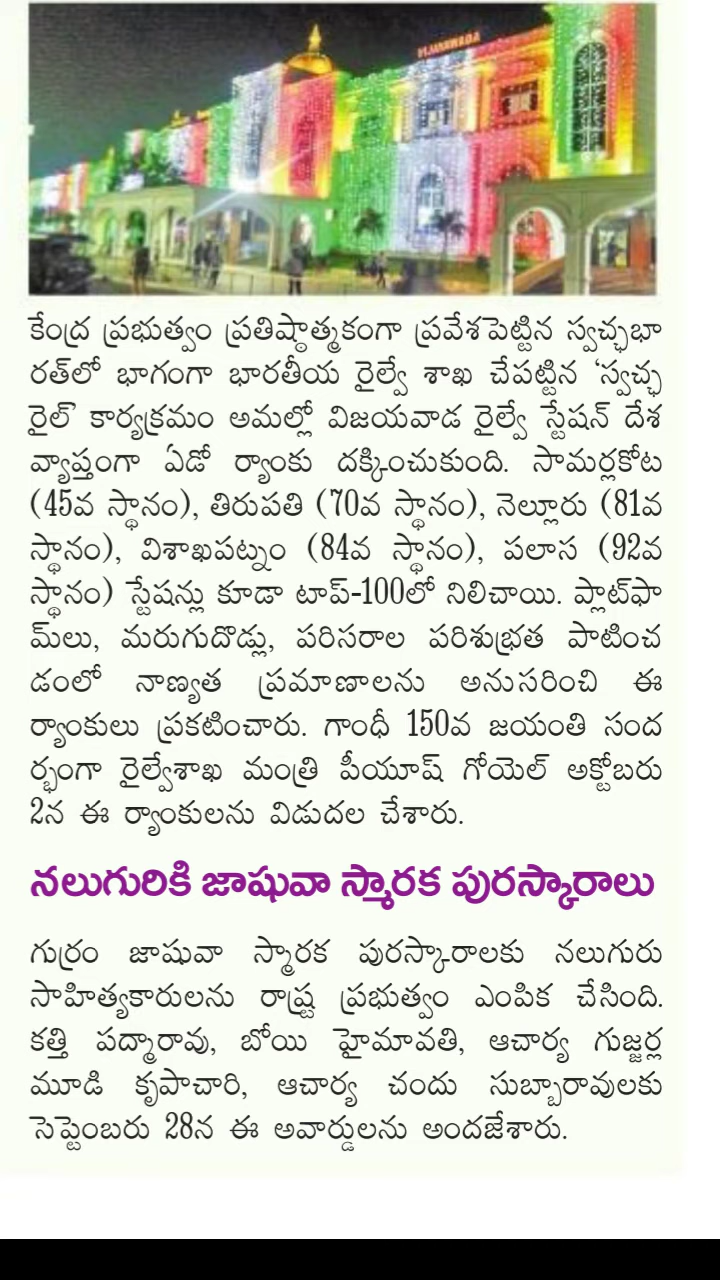 VIJAYAWADA
కేంద్ర ప్రభుత్వం ప్రతిష్ఠాత్మకంగా ప్రవేశపెట్టిన స్వచ్ఛభా
రత్‌లో భాగంగా భారతీయ రైల్వే శాఖ చేపట్టిన ‘స్వచ్ఛ
రైల్’ కార్యక్రమం అమల్లో విజయవాడ రైల్వే స్టేషన్ దేశ
వ్యాప్తంగా ఏడో ర్యాంకు దక్కించుకుంది. సామర్లకోట
(45వ స్థానం), తిరుపతి (70వ స్థానం), నెల్లూరు (81వ
స్థానం), విశాఖపట్నం (84వ స్థానం), పలాస (92వ
స్థానం) స్టేషన్లు కూడా టాప్-100లో నిలిచాయి. ప్లాట్‌ఫా
మ్‌లు, మరుగుదొడ్లు, పరిసరాల పరిశుభ్రత పాటించ
డంలో నాణ్యత ప్రమాణాలను అనుసరించి ఈ
ర్యాంకులు ప్రకటించారు. గాంధీ 150వ జయంతి సంద
ర్భంగా రైల్వేశాఖ మంత్రి పీయూష్ గోయెల్ అక్టోబరు
2న ఈ ర్యాంకులను విడుదల చేశారు.
నలుగురికి జాషువా స్మారక పురస్కారాలు
గుర్రం జాషువా స్మారక పురస్కారాలకు నలుగురు
సాహిత్యకారులను రాష్ట్ర ప్రభుత్వం ఎంపిక చేసింది.
కత్తి పద్మారావు, బోయి హైమావతి, ఆచార్య గుజ్జర్ల
మూడి కృపాచారి, ఆచార్య చందు సుబ్బారావులకు
సెప్టెంబరు 28న ఈ అవార్డులను అందజేశారు.